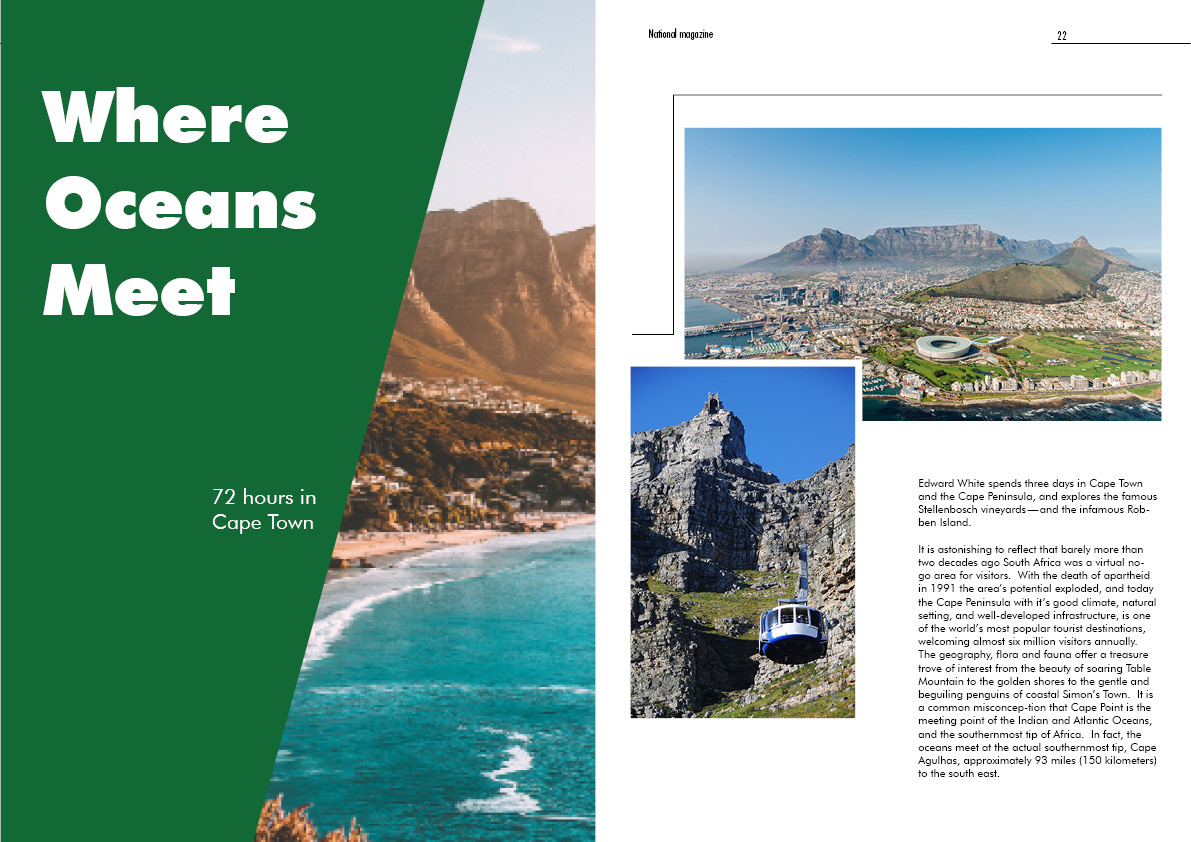 Where
Oceans
Meet
72 hours in
Cape Town
National magazine
22
Edward White spends three days in Cape Town
and the Cape Peninsula, and explores the famous
Stellenbosch vineyards—and the infamous Rob-
ben Island.
It is astonishing to reflect that barely more than
two decades ago South Africa was a virtual no-
go area for visitors.  With the death of apartheid
in 1991 the area's potential exploded, and today
the Cape Peninsula with it's good climate, natural
setting, and well-developed infrastructure, is one
of the world's most popular tourist destinations,
welcoming almost six million visitors annually.
The geography, flora and fauna offer a treasure
trove of interest from the beauty of soaring Table
Mountain to the golden shores to the gentle and
beguiling penguins of coastal Simon's Town.  It is
a common misconcep-tion that Cape Point is the
meeting point of the Indian and Atlantic Oceans,
and the southernmost tip of Africa.  In fact, the
oceans meet at the actual southernmost tip, Cape
Agulhas, approximately 93 miles (150 kilometers)
to the south east.